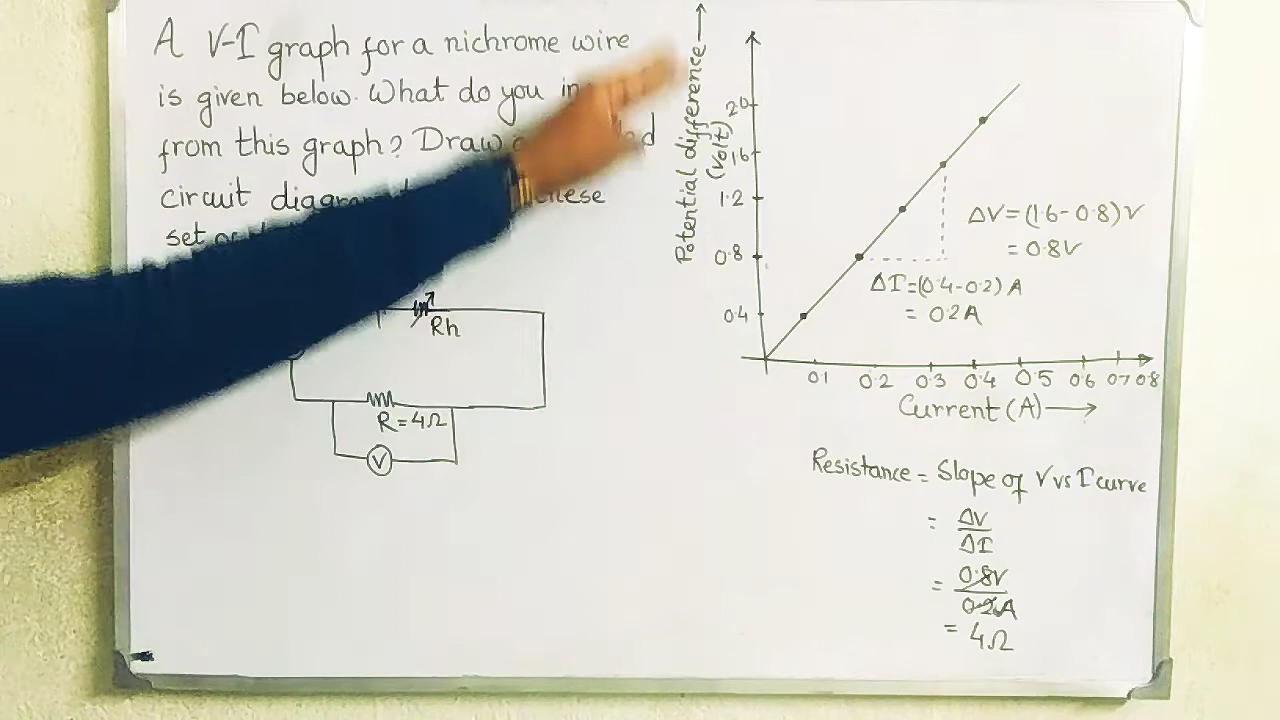 A V-I graph for a nichrome wire
is given below. What do you
from this graph? Draw
circuit
set
Rh
R = 4Ω
V
Potential difference →
(Volt)
2.0
1.6
1.2
0.8
0.4
0.1 0.2 0.3 0.4 0.5 0.6 0.7 0.8
Current (A) →
ΔV = (1.6 - 0.8) V
= 0.8V
ΔI = (0.4 - 0.2) A
= 0.2A
Resistance = Slope of V vs I curve
= ΔV
ΔI
= 0.8V
0.2A
= 4Ω